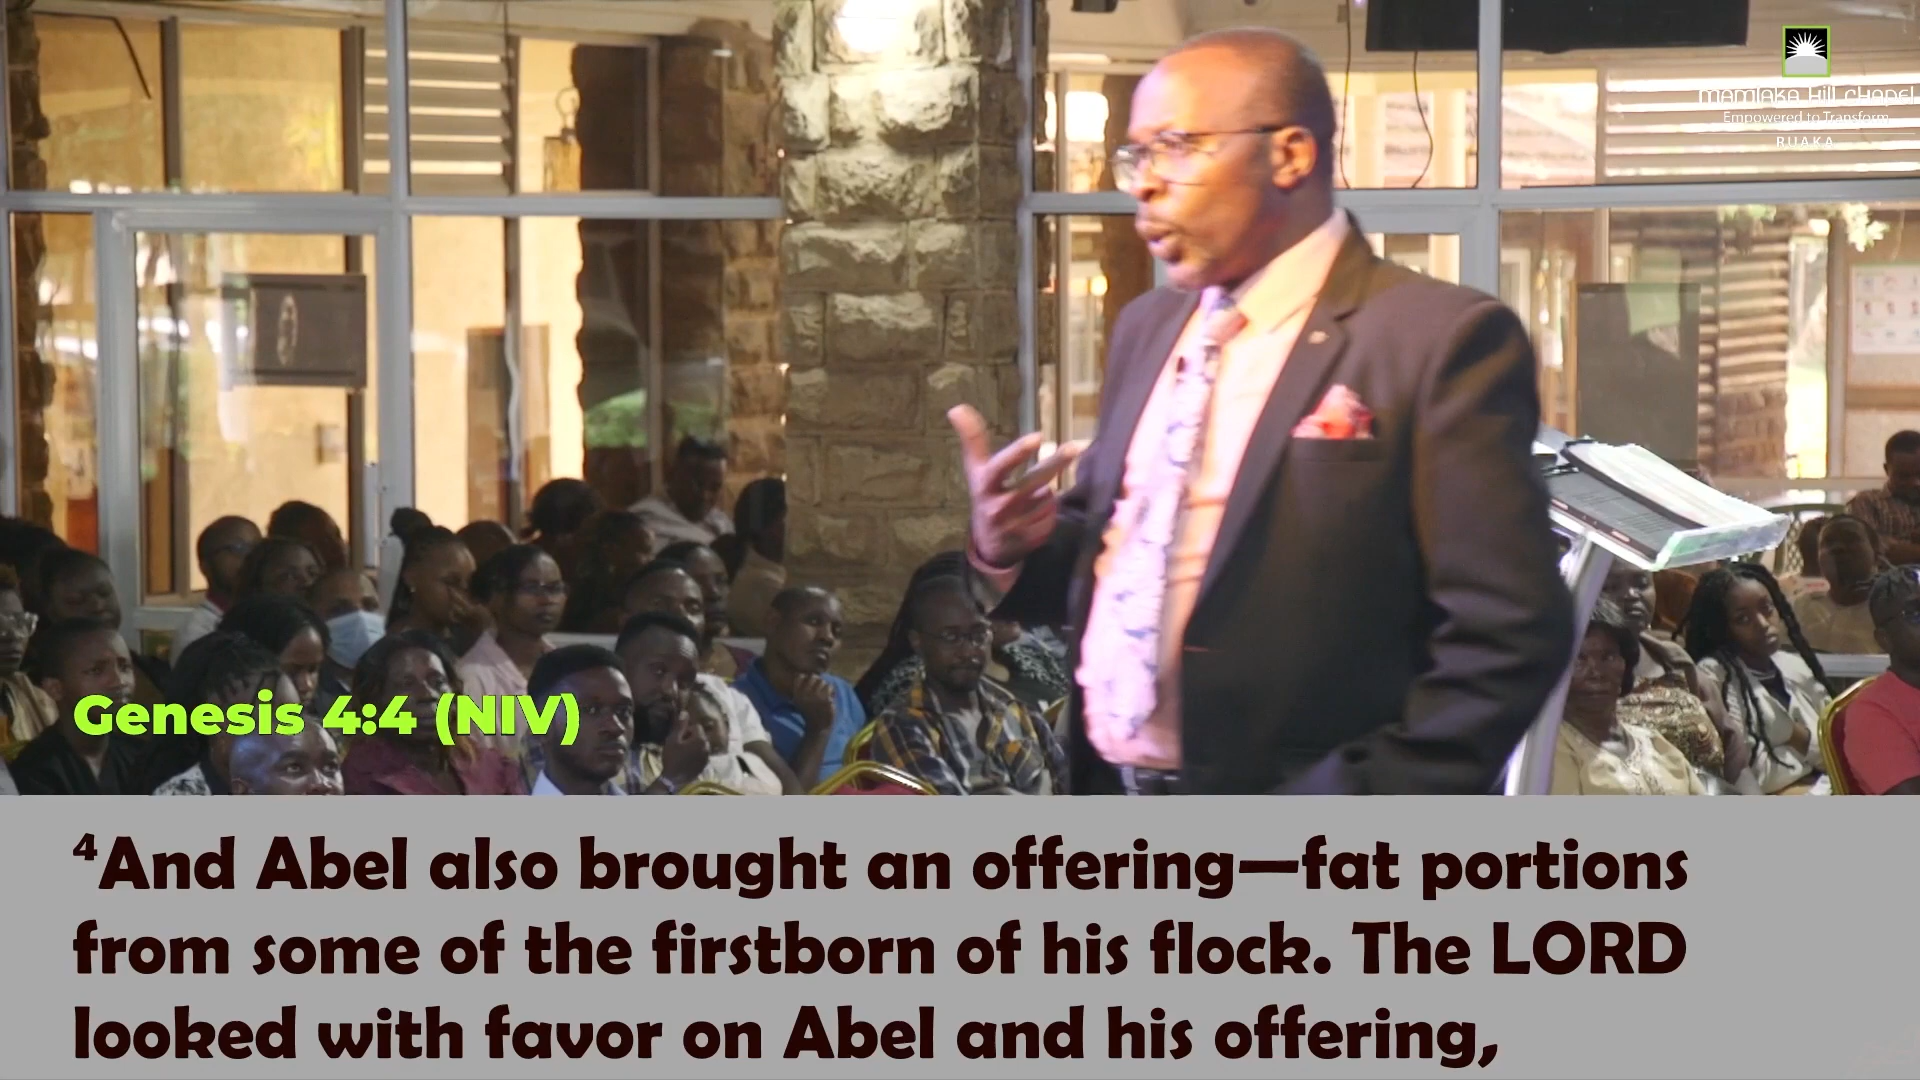 mamlaka hill chapel
Empowered to Transform
RUAKA
Genesis 4:4 (NIV)
⁴And Abel also brought an offering—fat portions
from some of the firstborn of his flock. The LORD
looked with favor on Abel and his offering,